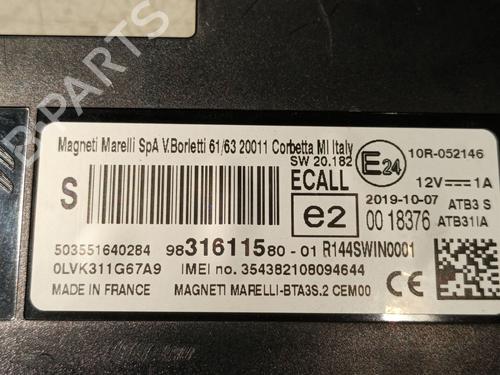 B-PARTS
Magneti Marelli SpA V.Borletti 61/63 20011 Corbetta MI Italy
SW 20.182
E24
10R-052146
S
ECALL
12V⎓1A
2019-10-07
ATB3 S
e2
00 18376
ATB31IA
503551640284
9831611580-01
R144SWIN0001
0LVK311G67A9
IMEI no. 354382108094644
MADE IN FRANCE
MAGNETI MARELLI-BTA3S.2 CEM00